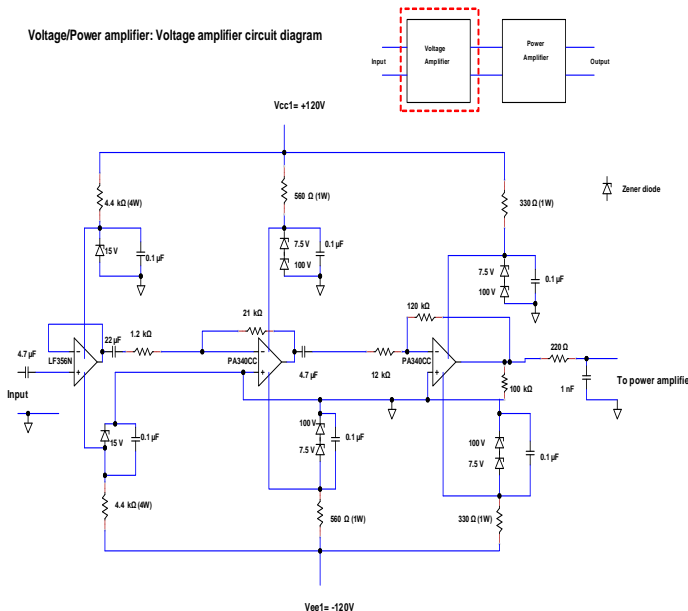 Voltage/Power amplifier: Voltage amplifier circuit diagram
Input
Voltage
Amplifier
Power
Amplifier
Output
Vcc1= +120V
4.4 kΩ (4W)
560 Ω (1W)
330 Ω (1W)
Zener diode
15 V
0.1 µF
7.5 V
100 V
0.1 µF
7.5 V
100 V
0.1 µF
21 kΩ
120 kΩ
22 µF
1.2 kΩ
4.7 µF
LF356N
PA340CC
4.7 µF
12 kΩ
PA340CC
220 Ω
100 kΩ
1 nF
To power amplifie
Input
15 V
0.1 µF
100 V
7.5 V
0.1 µF
100 V
7.5 V
0.1 µF
4.4 kΩ (4W)
560 Ω (1W)
330 Ω (1W)
Vee1= -120V